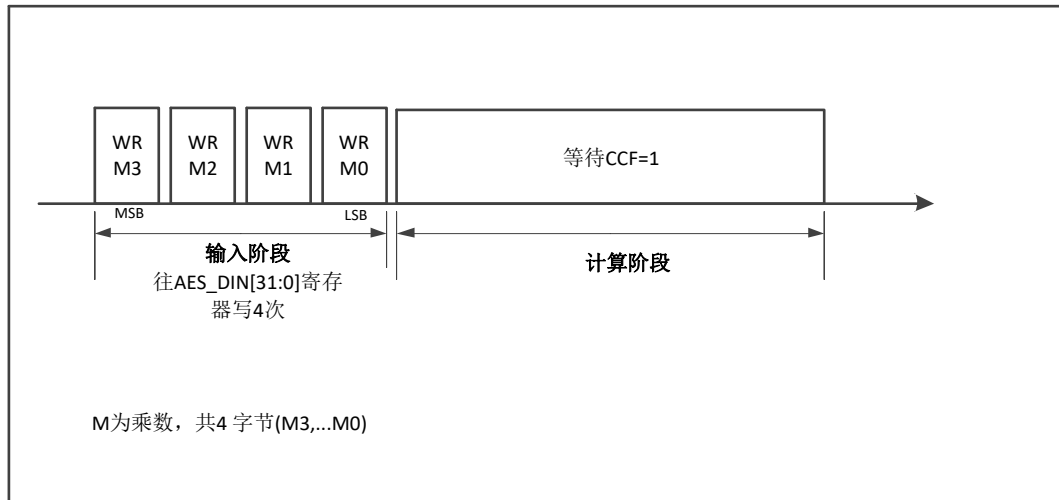 WR
M3
WR
M2
WR
M1
WR
M0
等待CCF=1
MSB
LSB
输入阶段
往AES_DIN[31:0]寄存
器写4次
计算阶段
M为乘数，共4 字节(M3,...M0)